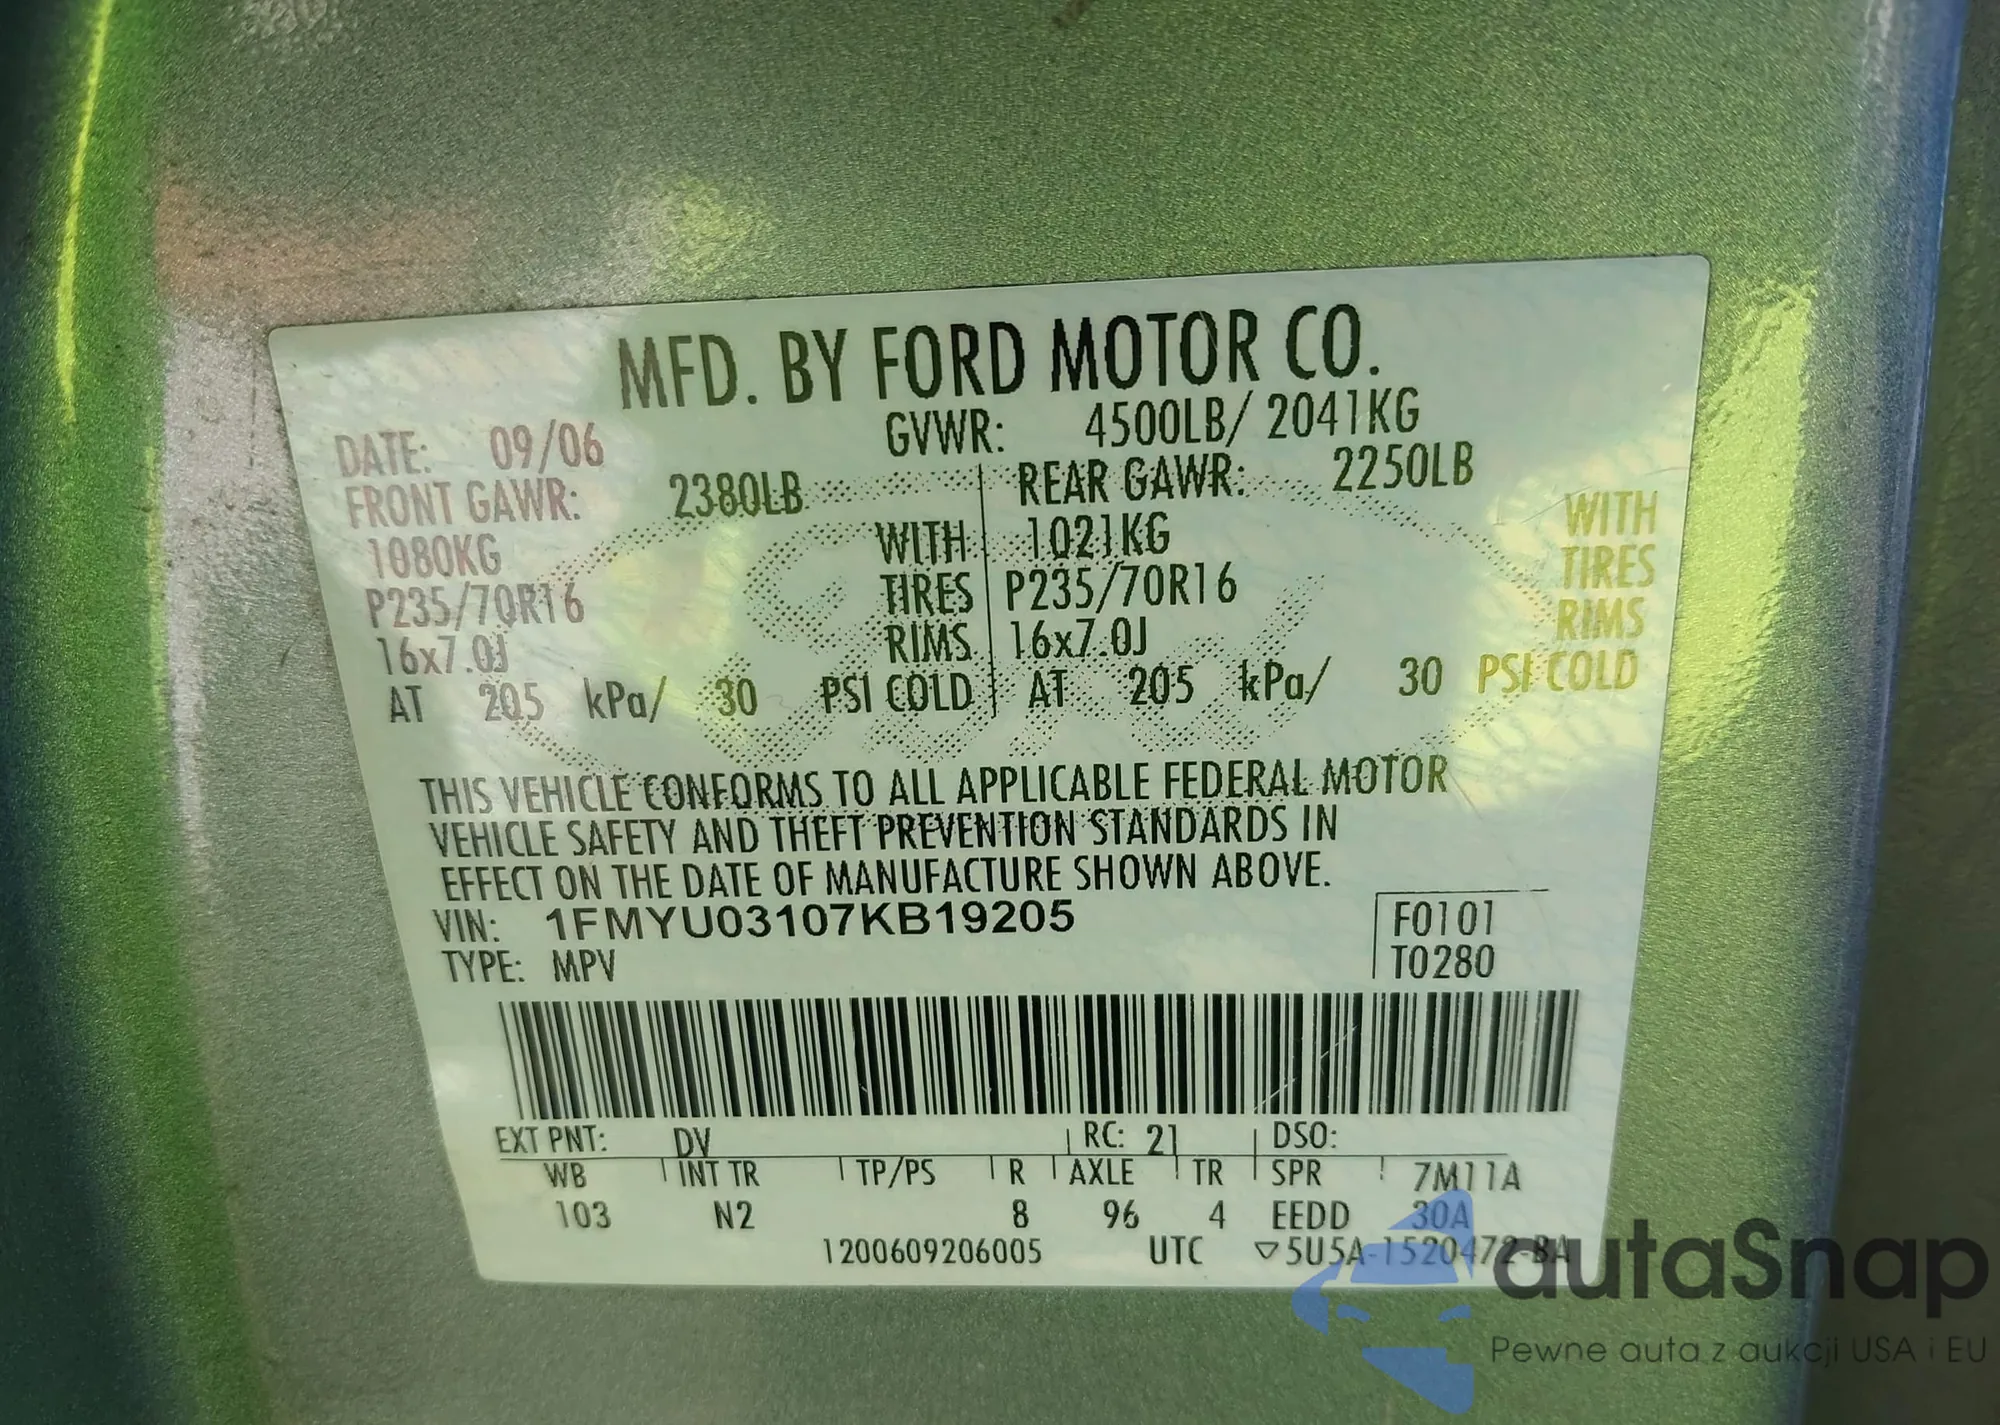 MFD. BY FORD MOTOR CO.
DATE: 09/06 GVWR: 4500LB/ 2041KG
FRONT GAWR: 2380LB REAR GAWR: 2250LB
1080KG WITH 1021KG WITH
P235/70R16 TIRES P235/70R16 TIRES
16x7.0J RIMS 16x7.0J RIMS
AT 205 kPa/ 30 PSI COLD AT 205 kPa/ 30 PSI COLD
THIS VEHICLE CONFORMS TO ALL APPLICABLE FEDERAL MOTOR
VEHICLE SAFETY AND THEFT PREVENTION STANDARDS IN
EFFECT ON THE DATE OF MANUFACTURE SHOWN ABOVE.
VIN: 1FMYU03107KB19205 F0101
TYPE: MPV T0280
EXT PNT: DV RC: 21 DSO:
WB INT TR TP/PS R AXLE TR SPR 7M11A
103 N2 8 96 4 EEDD 30A
1200609206005 UTC ▽5U5A-1520472-BA
autaSnap
Pewne auta z aukcji USA i EU